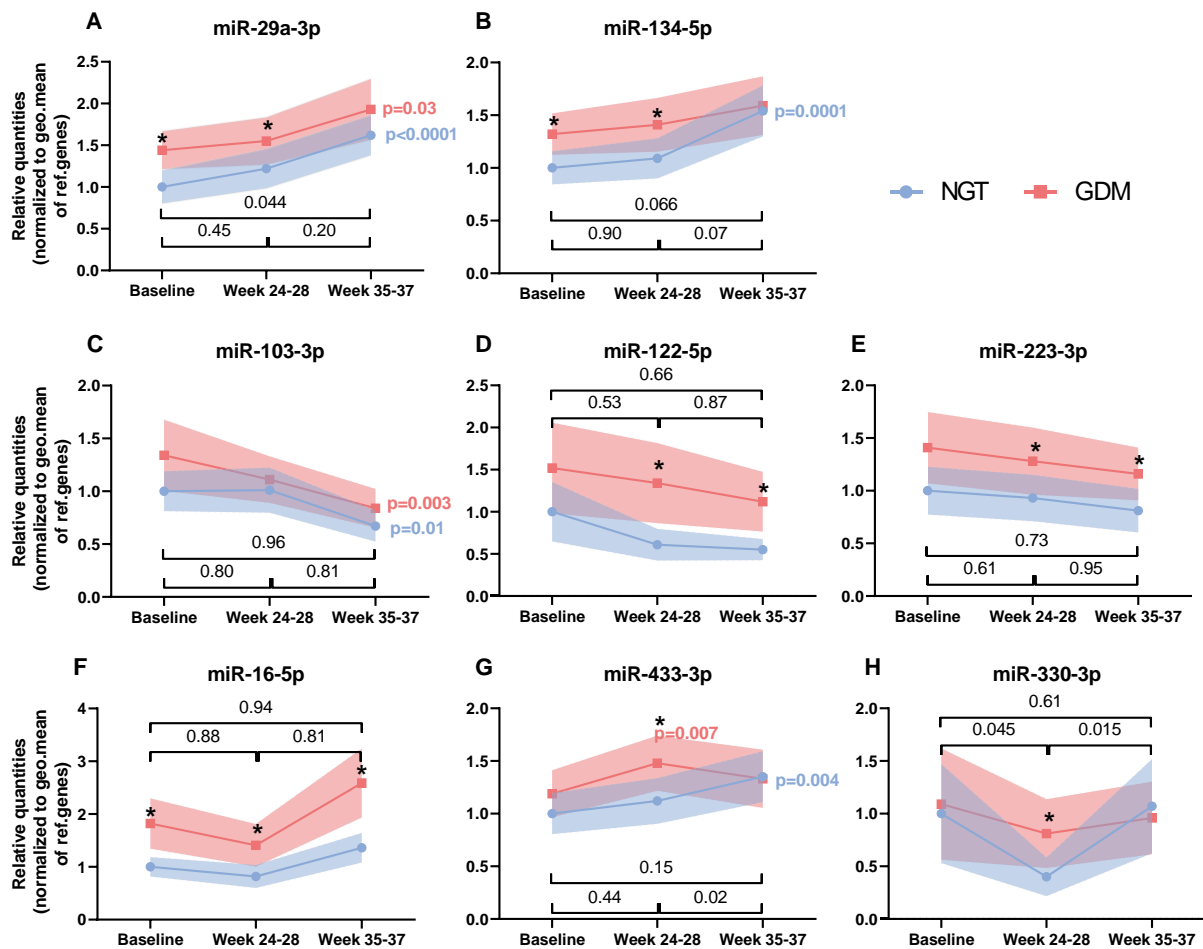 A
miR-29a-3p
Relative quantities
(normalized to geo.mean
of ref.genes)
2.5
2.0
1.5
1.0
0.5
0.0
*
*
p=0.03
p<0.0001
0.044
0.45
0.20
Baseline
Week 24-28
Week 35-37
B
miR-134-5p
2.0
1.5
1.0
0.5
0.0
*
*
p=0.0001
0.066
0.90
0.07
Baseline
Week 24-28
Week 35-37
NGT
GDM
C
miR-103-3p
Relative quantities
(normalized to geo.mean
of ref.genes)
2.0
1.5
1.0
0.5
0.0
p=0.003
p=0.01
0.96
0.80
0.81
Baseline
Week 24-28
Week 35-37
D
miR-122-5p
2.5
2.0
1.5
1.0
0.5
0.0
0.66
0.53
0.87
*
*
Baseline
Week 24-28
Week 35-37
E
miR-223-3p
2.0
1.5
1.0
0.5
0.0
*
*
0.73
0.61
0.95
Baseline
Week 24-28
Week 35-37
F
miR-16-5p
Relative quantities
(normalized to geo.mean
of ref.genes)
4
3
2
1
0
0.94
0.88
0.81
*
*
*
Baseline
Week 24-28
Week 35-37
G
miR-433-3p
2.0
1.5
1.0
0.5
0.0
*
p=0.007
p=0.004
0.15
0.44
0.02
Baseline
Week 24-28
Week 35-37
H
miR-330-3p
2.0
1.5
1.0
0.5
0.0
0.61
0.045
0.015
*
Baseline
Week 24-28
Week 35-37